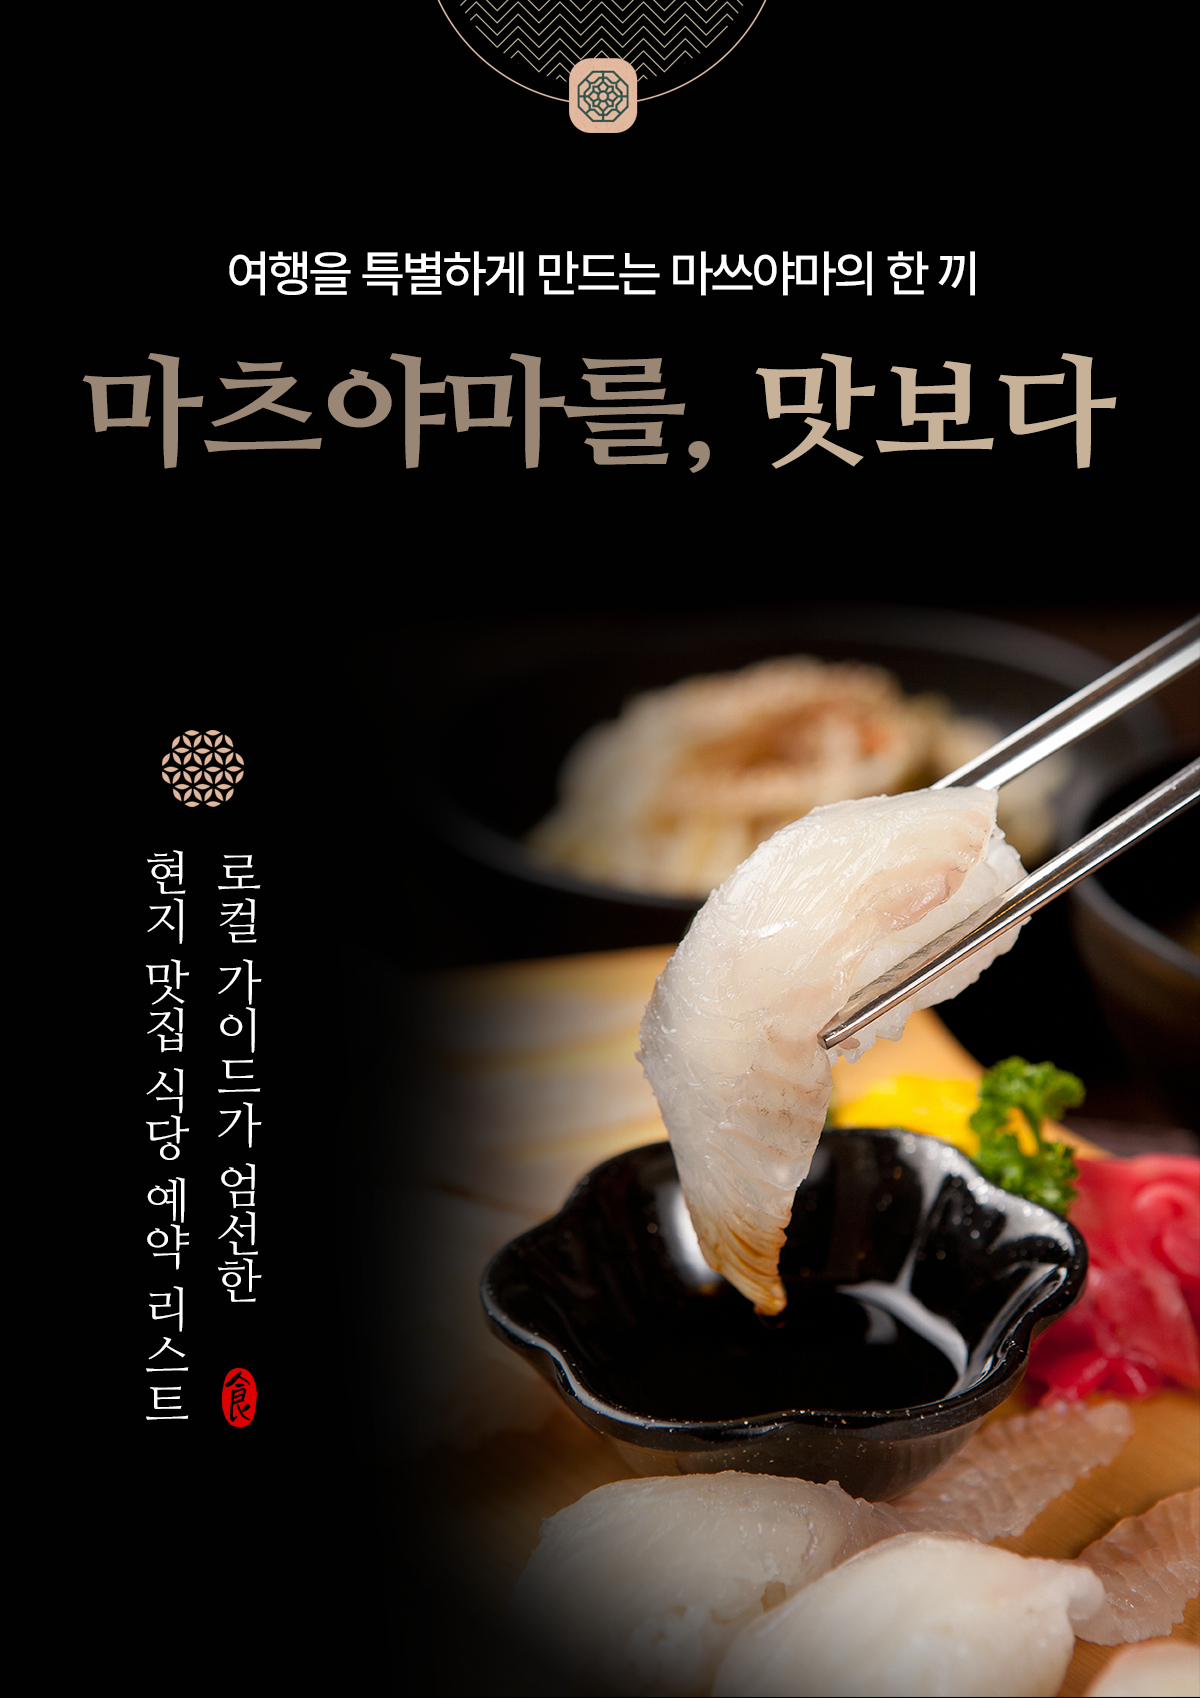 여행을 특별하게 만드는 마쓰야마의 한 끼
마츠야마를, 맛보다
로컬 가이드가 엄선한
食
현지 맛집 식당 예약 리스트